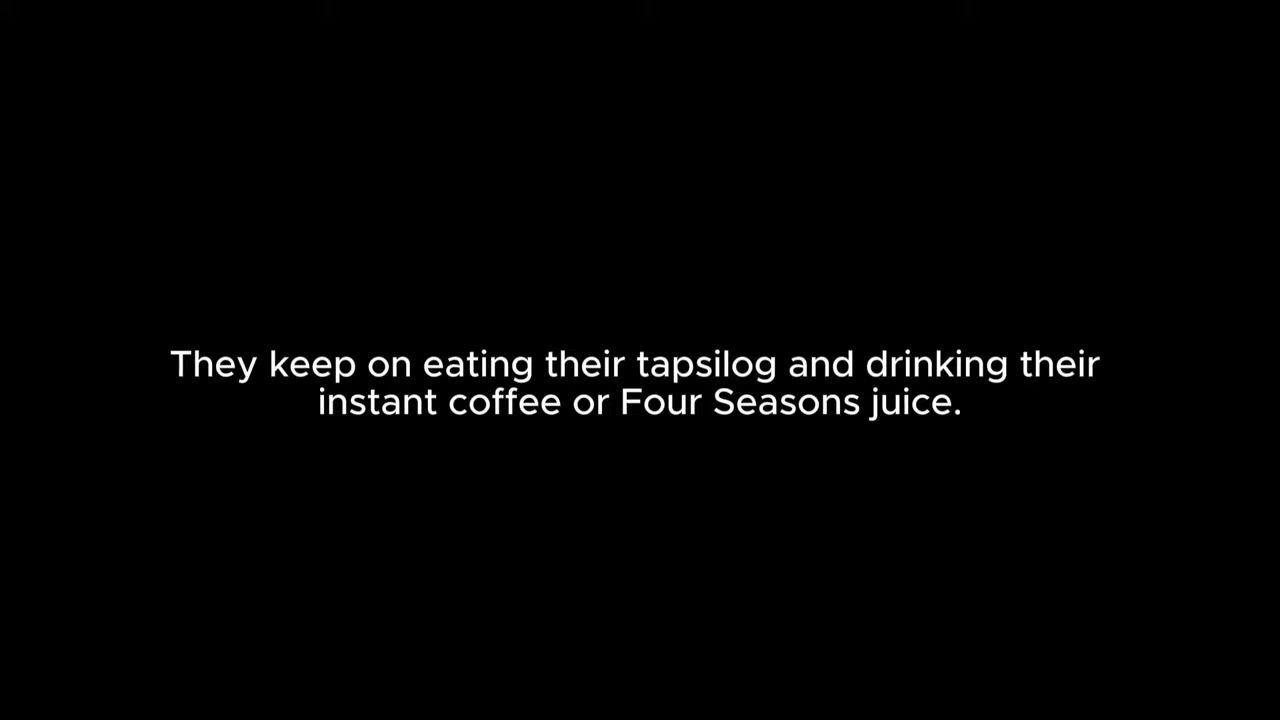 They keep on eating their tapsilog and drinking their
instant coffee or Four Seasons juice.